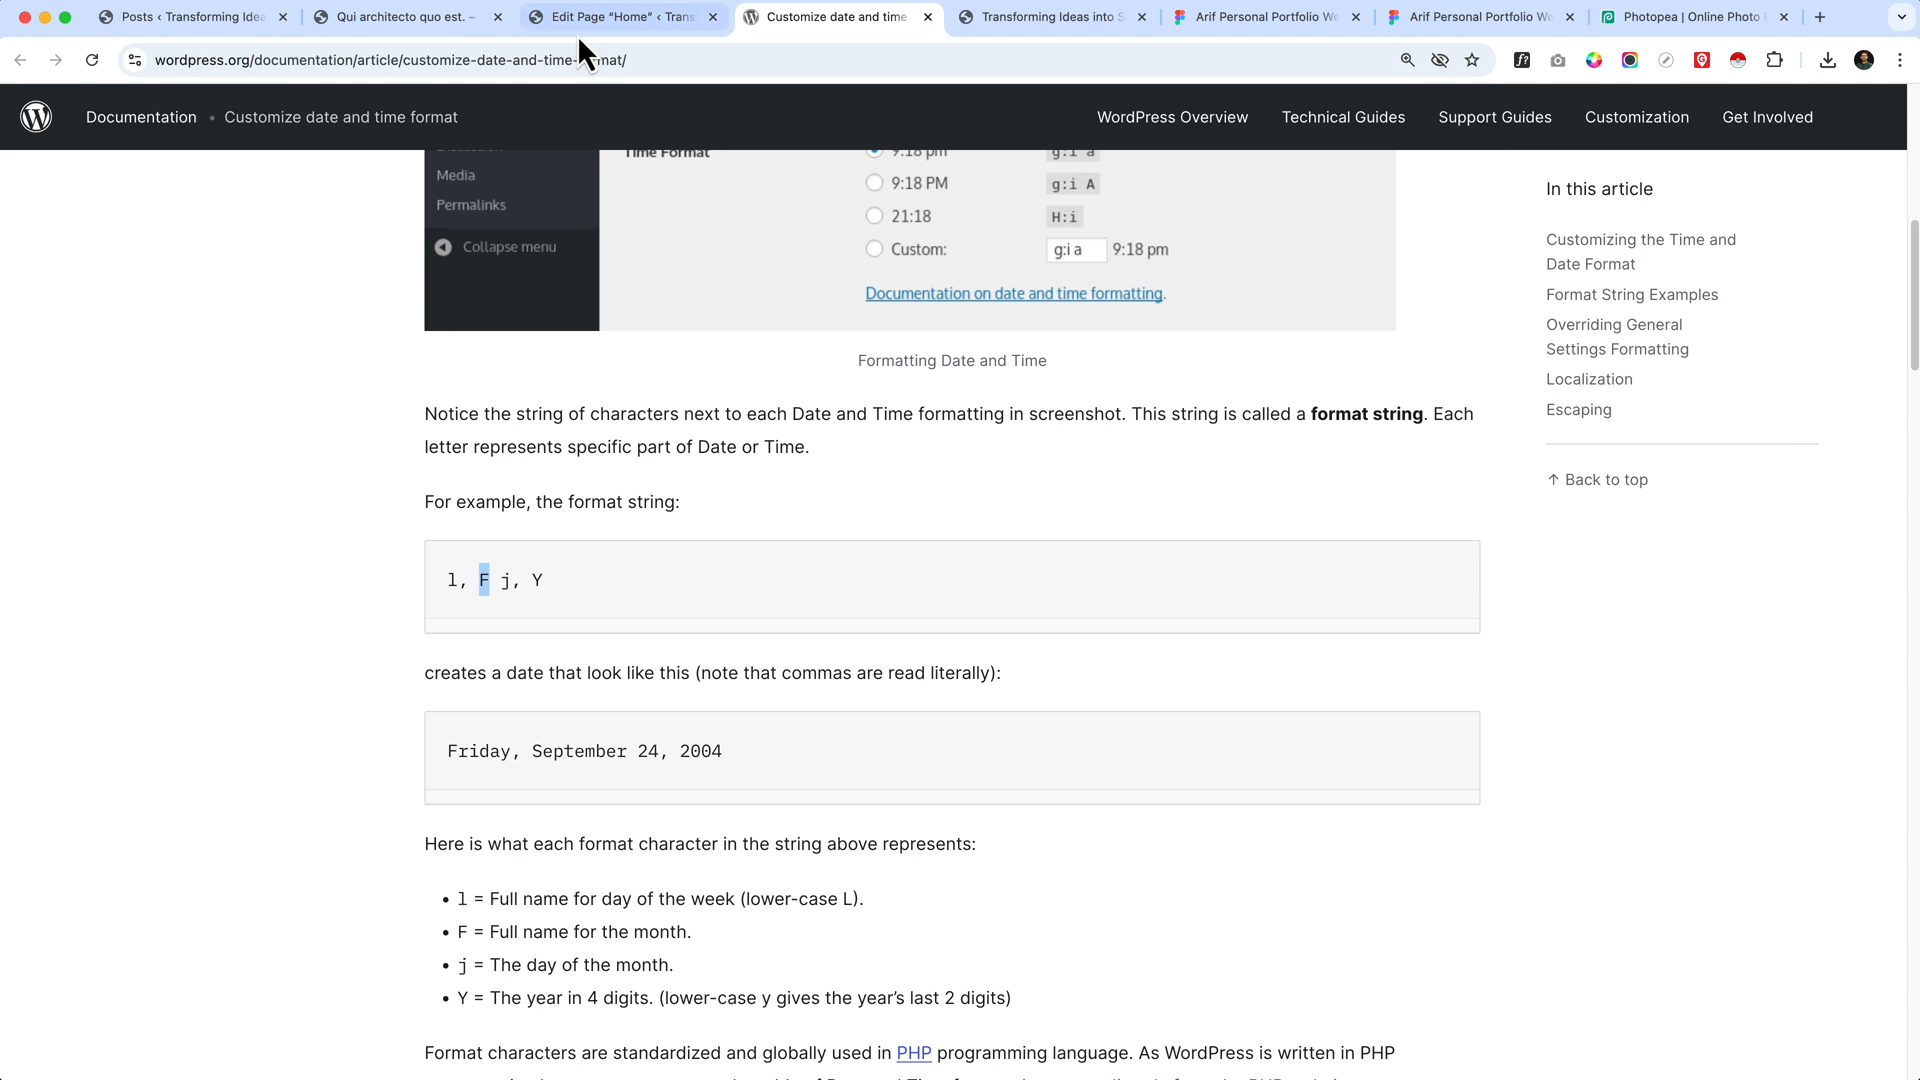 Posts ‹ Transforming Idea
Qui architecto quo est. –
Edit Page “Home” ‹ Trans
Customize date and time
Transforming Ideas into S
Arif Personal Portfolio We
Arif Personal Portfolio We
Photopea | Online Photo
wordpress.org/documentation/article/customize-date-and-time- mat/
Documentation • Customize date and time format
WordPress Overview
Technical Guides
Support Guides
Customization
Get Involved
Media
Permalinks
Collapse menu
Time Format
9:18 pm g:i a
9:18 PM g:i A
21:18 H:i
Custom: g:i a 9:18 pm
Documentation on date and time formatting.
Formatting Date and Time
Notice the string of characters next to each Date and Time formatting in screenshot. This string is called a format string. Each
letter represents specific part of Date or Time.
For example, the format string:
l, F j, Y
creates a date that look like this (note that commas are read literally):
Friday, September 24, 2004
Here is what each format character in the string above represents:
• l = Full name for day of the week (lower-case L).
• F = Full name for the month.
• j = The day of the month.
• Y = The year in 4 digits. (lower-case y gives the year’s last 2 digits)
Format characters are standardized and globally used in PHP programming language. As WordPress is written in PHP
In this article
Customizing the Time and
Date Format
Format String Examples
Overriding General
Settings Formatting
Localization
Escaping
↑ Back to top